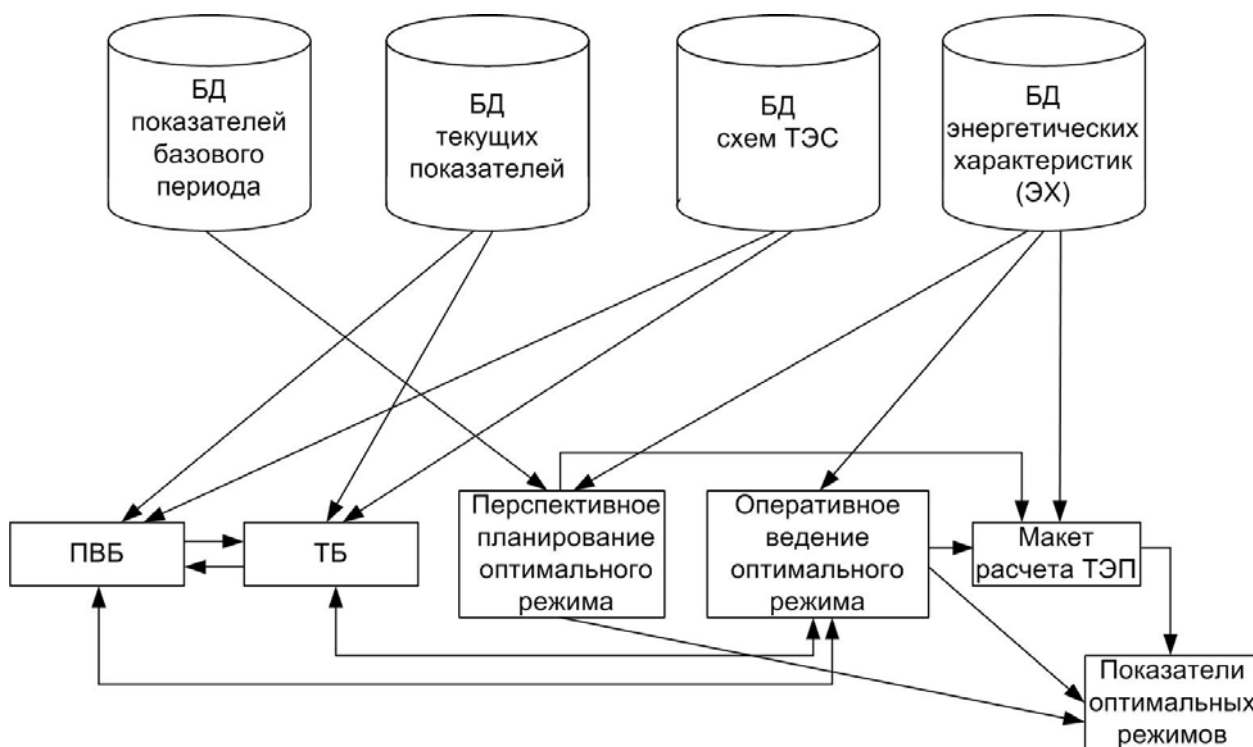 БД
показателей
базового
периода
БД
текущих
показателей
БД
схем ТЭС
БД
энергетических
характеристик
(ЭХ)
ПВБ
ТБ
Перспективное
планирование
оптимального
режима
Оперативное
ведение
оптимального
режима
Макет
расчета ТЭП
Показатели
оптимальных
режимов